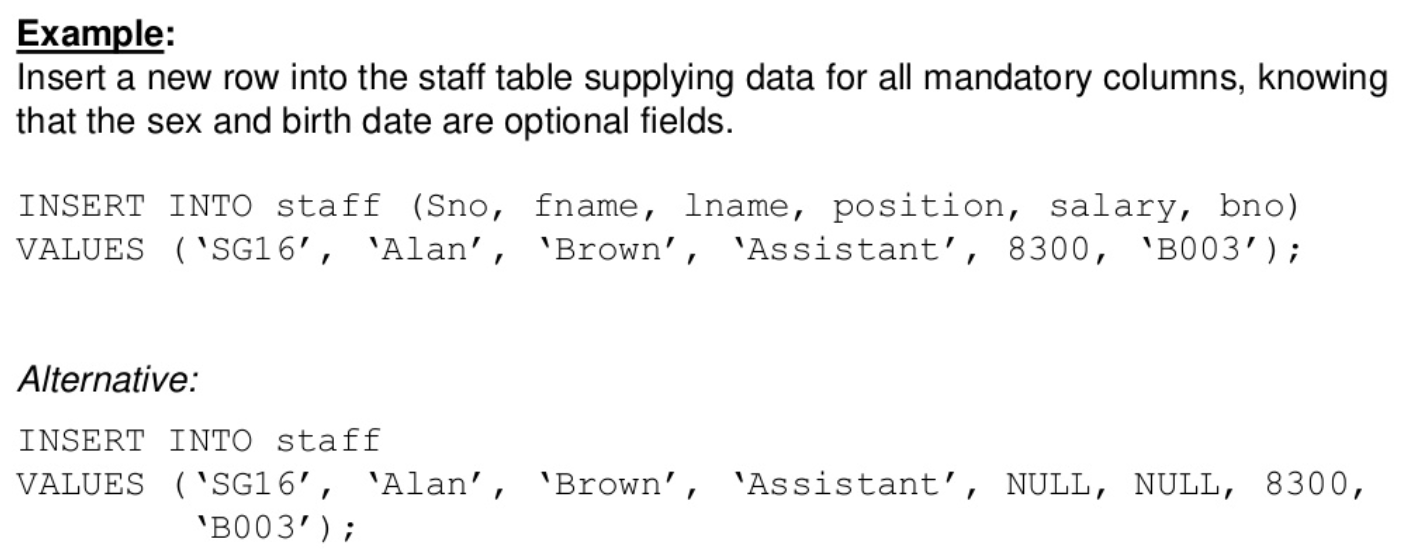 Example:
Insert a new row into the staff table supplying data for all mandatory columns, knowing
that the sex and birth date are optional fields.
INSERT INTO staff (Sno, fname, lname, position, salary, bno)
VALUES (‘SG16’, ‘Alan’, ‘Brown’, ‘Assistant’, 8300, ‘B003’);
Alternative:
INSERT INTO staff
VALUES (‘SG16’, ‘Alan’, ‘Brown’, ‘Assistant’, NULL, NULL, 8300,
‘B003’);